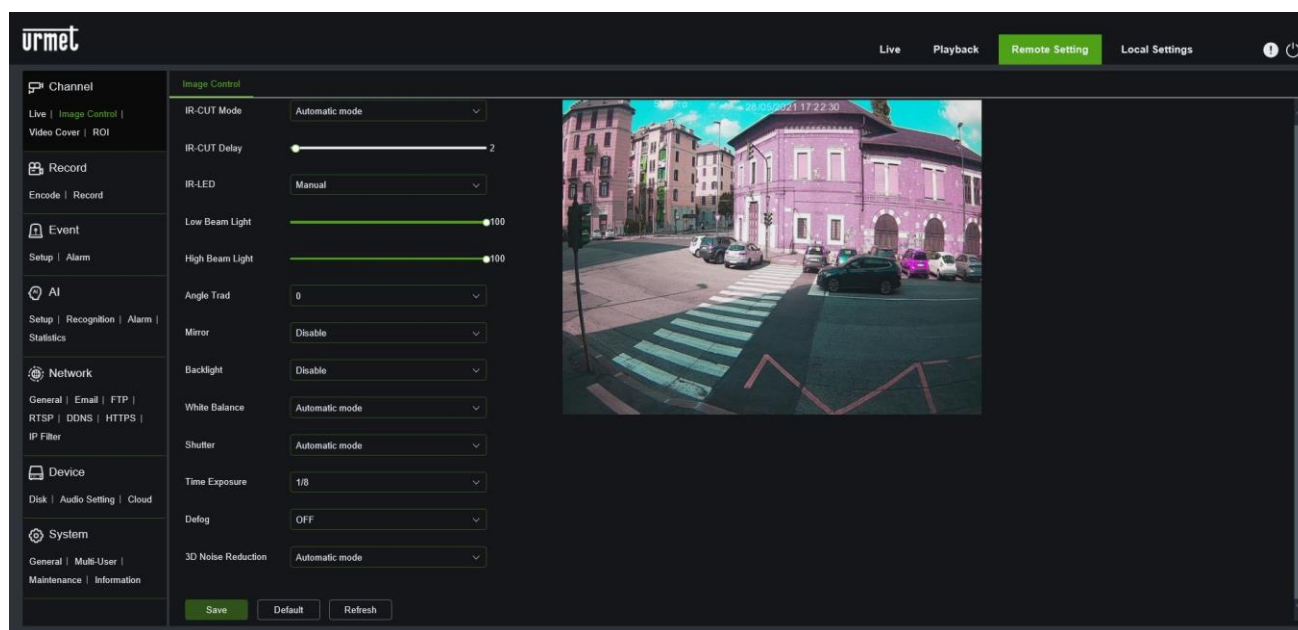 urmet
Live
Playback
Remote Setting
Local Settings
Channel
Live | Image Control |
Video Cover | ROI
Record
Encode | Record
Event
Setup | Alarm
AI
Setup | Recognition | Alarm |
Statistics
Network
General | Email | FTP |
RTSP | DDNS | HTTPS |
IP Filter
Device
Disk | Audio Setting | Cloud
System
General | Multi-User |
Maintenance | Information
Image Control
IR-CUT Mode Automatic mode
IR-CUT Delay 2
IR-LED Manual
Low Beam Light 100
High Beam Light 100
Angle Trad 0
Mirror Disable
Backlight Disable
White Balance Automatic mode
Shutter Automatic mode
Time Exposure 1/8
Defog OFF
3D Noise Reduction Automatic mode
Save Default Refresh
28/05/2021 17:22:30